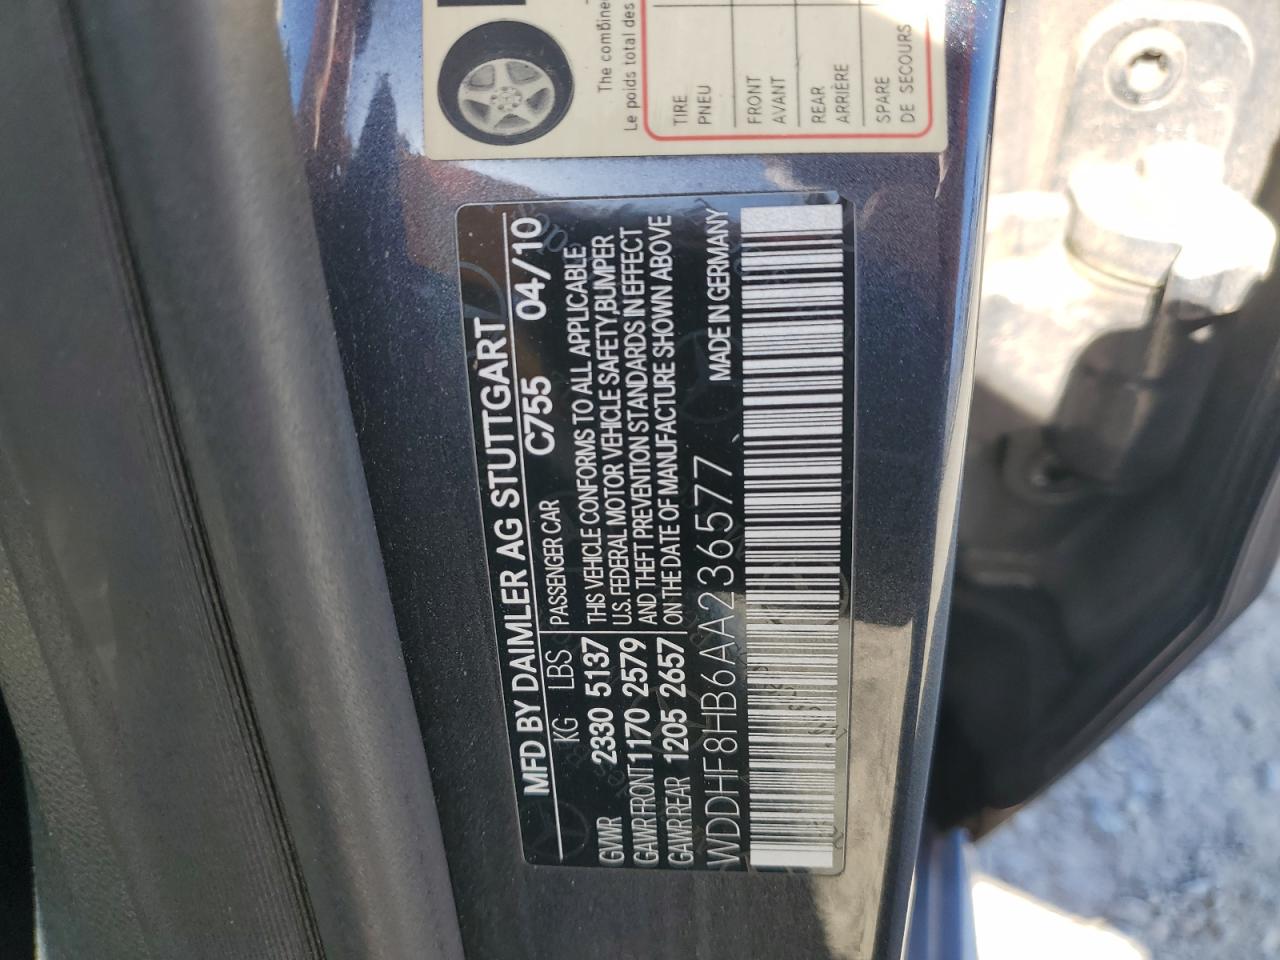 The combine
Le poids total des
TIRE
PNEU
FRONT
AVANT
REAR
ARRIÈRE
SPARE
DE SECOURS
MFD BY DAIMLER AG STUTTGART
KG LBS PASSENGER CAR C755 04/10
GVWR 2330 5137
GAWR FRONT 1170 2579
GAWR REAR 1205 2657
THIS VEHICLE CONFORMS TO ALL APPLICABLE
U.S. FEDERAL MOTOR VEHICLE SAFETY, BUMPER
AND THEFT PREVENTION STANDARDS IN EFFECT
ON THE DATE OF MANUFACTURE SHOWN ABOVE
WDDHF8HB6AA236577 MADE IN GERMANY